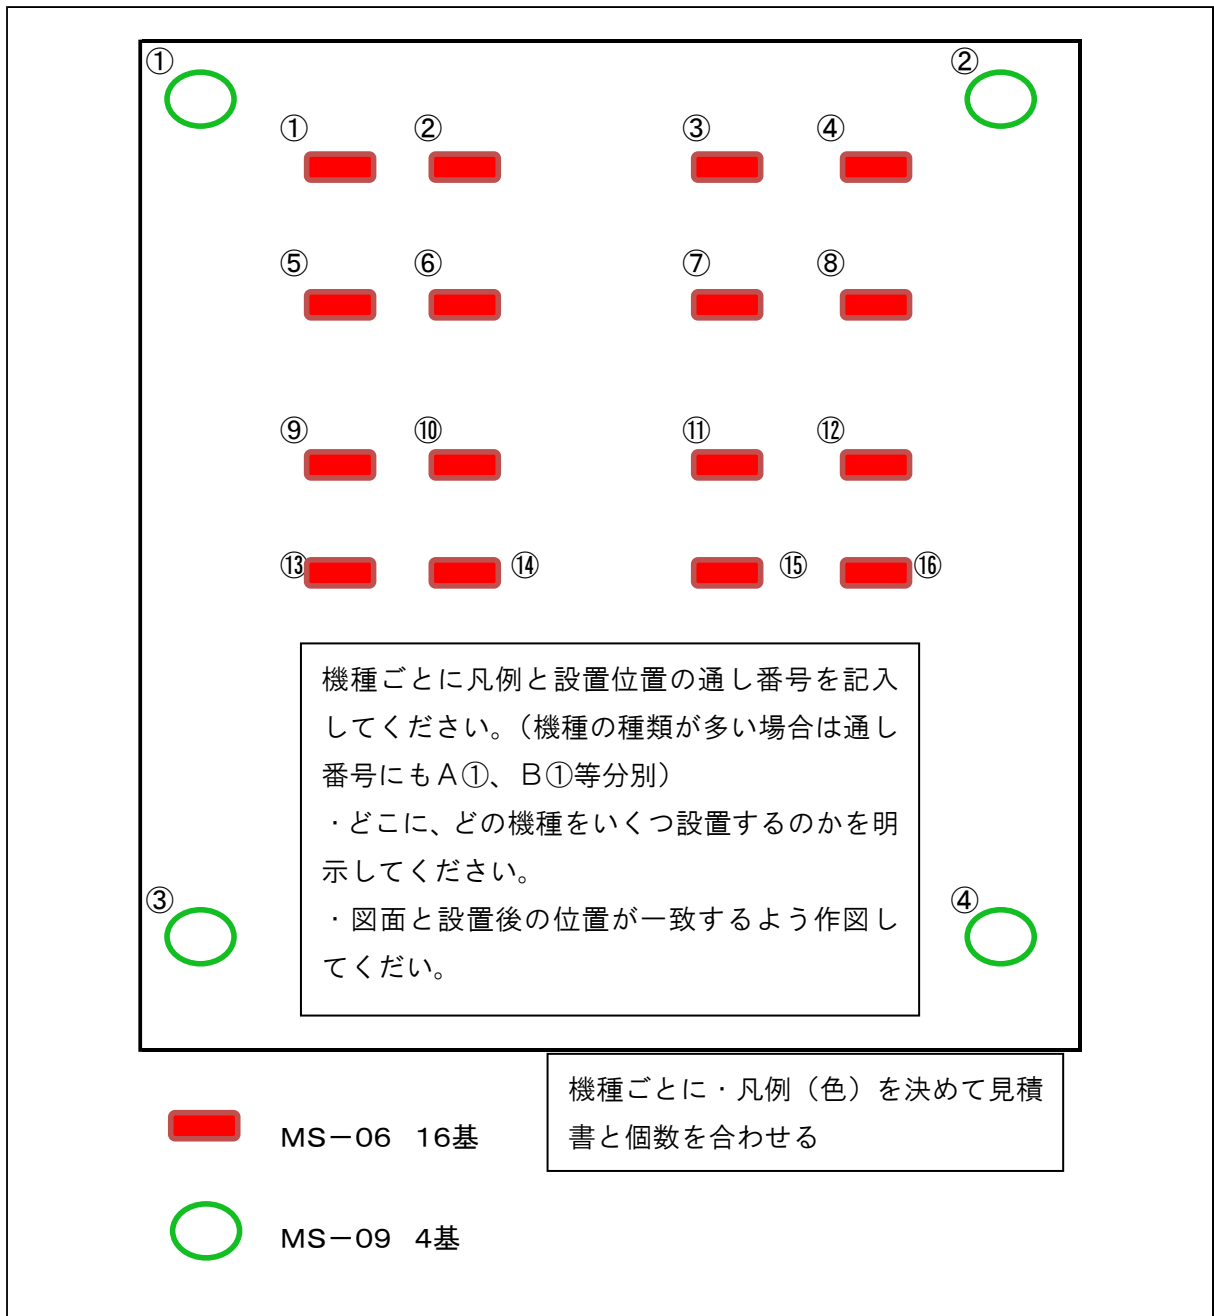 ① ②
① ② ③ ④
⑤ ⑥ ⑦ ⑧
⑨ ⑩ ⑪ ⑫
⑬ ⑭ ⑮ ⑯
機種ごとに凡例と設置位置の通し番号を記入
してください。（機種の種類が多い場合は通し
番号にもＡ①、Ｂ①等分別）
・どこに、どの機種をいくつ設置するのかを明
示してください。
・図面と設置後の位置が一致するよう作図し
てくだい。
③ ④
機種ごとに・凡例（色）を決めて見積
書と個数を合わせる
ＭＳ－０６　１６基
ＭＳ－０９　４基